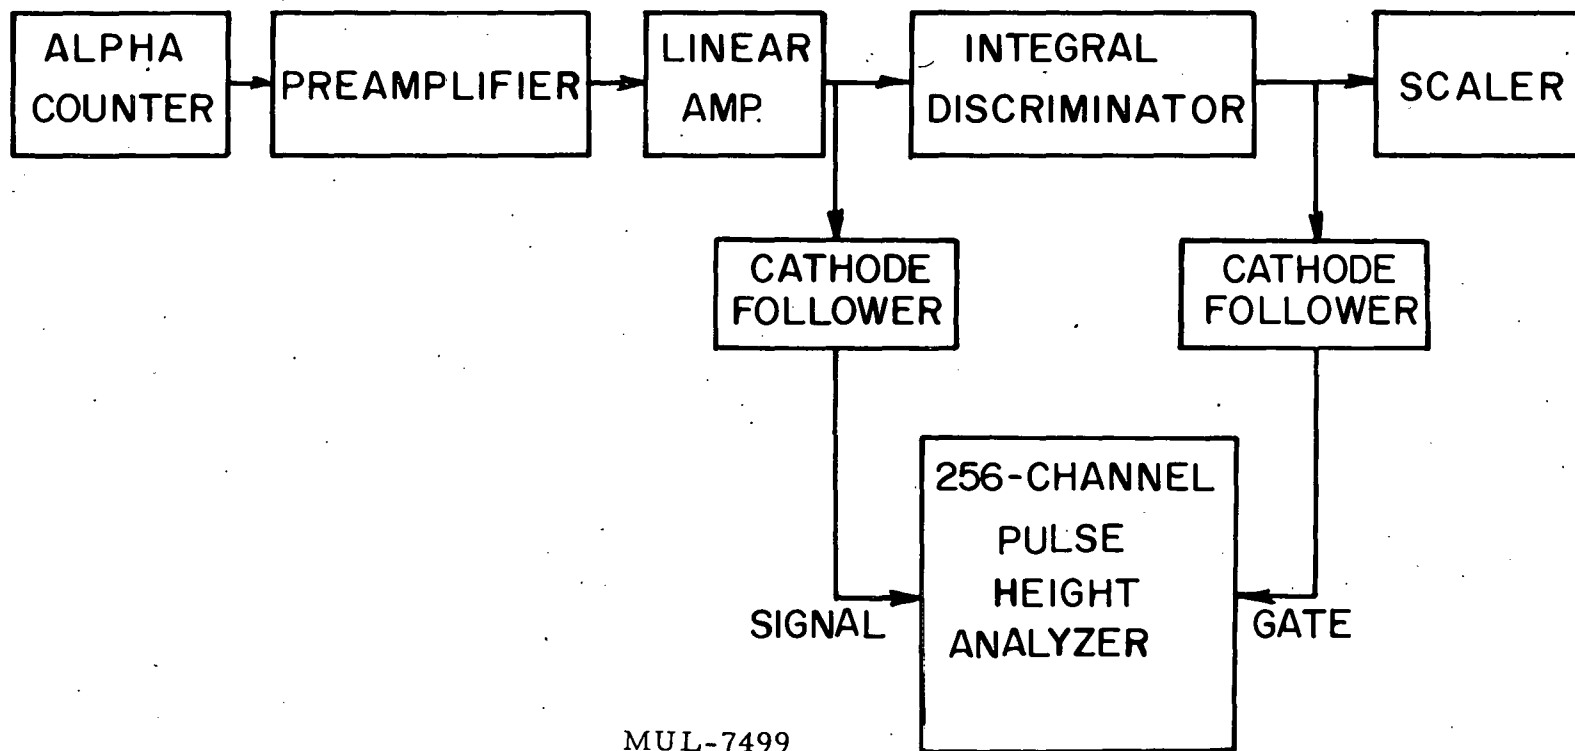 ALPHA
COUNTER
PREAMPLIFIER
LINEAR
AMP.
INTEGRAL
DISCRIMINATOR
SCALER
CATHODE
FOLLOWER
CATHODE
FOLLOWER
256-CHANNEL
PULSE
HEIGHT
ANALYZER
SIGNAL
GATE
MUL-7499